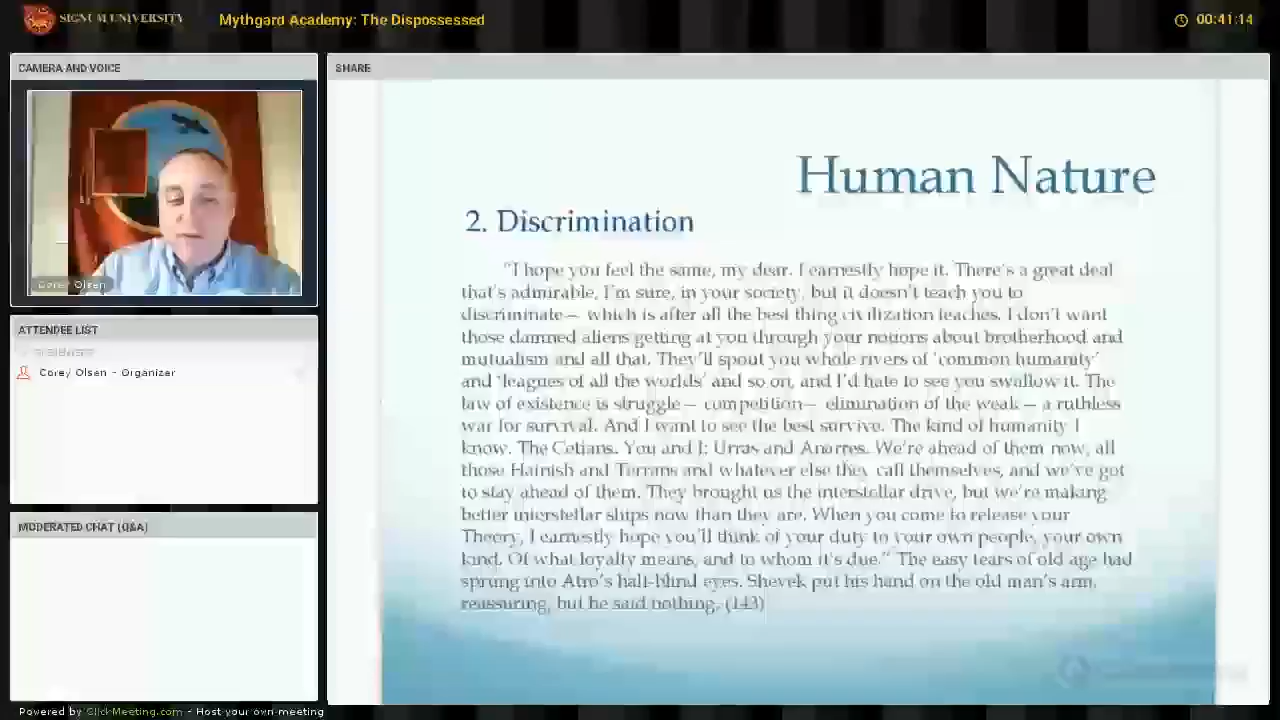 SIGNUM UNIVERSITY
Mythgard Academy: The Dispossessed
00:41:14
CAMERA AND VOICE
Corey Olsen
ATTENDEE LIST
Corey Olsen - Organizer
MODERATED CHAT (Q&A)
SHARE
Human Nature
2. Discrimination
"I hope you feel the same, my dear. I earnestly hope it. There's a great deal
that's admirable, I'm sure, in your society, but it doesn't teach you to
discriminate— which is after all the best thing civilization teaches. I don't want
those damned aliens getting at you through your notions about brotherhood and
mutualism and all that. They'll spout you whole rivers of 'common humanity'
and 'leagues of all the worlds' and so on, and I'd hate to see you swallow it. The
law of existence is struggle— competition— elimination of the weak— a ruthless
war for survival. And I want to see the best survive. The kind of humanity I
know. The Cetians. You and I: Urras and Anarres. We're ahead of them now, all
those Hainish and Terrans and whatever else they call themselves, and we've got
to stay ahead of them. They brought us the interstellar drive, but we're making
better interstellar ships now than they are. When you come to release your
Theory, I earnestly hope you'll think of your duty to your own people, your own
kind. Of what loyalty means, and to whom it's due." The easy tears of old age had
sprung into Atro's half-blind eyes. Shevek put his hand on the old man's arm,
reassuring, but he said nothing. (143)
Powered by ClickMeeting.com - Host your own meeting